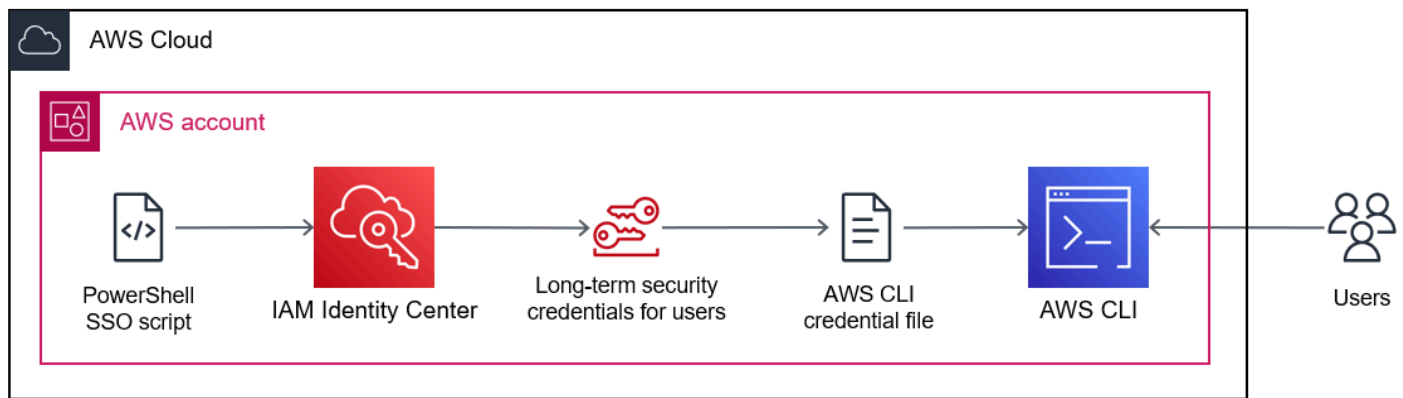 AWS Cloud
AWS account
PowerShell
SSO script
IAM Identity Center
Long-term security
credentials for users
AWS CLI
credential file
AWS CLI
Users